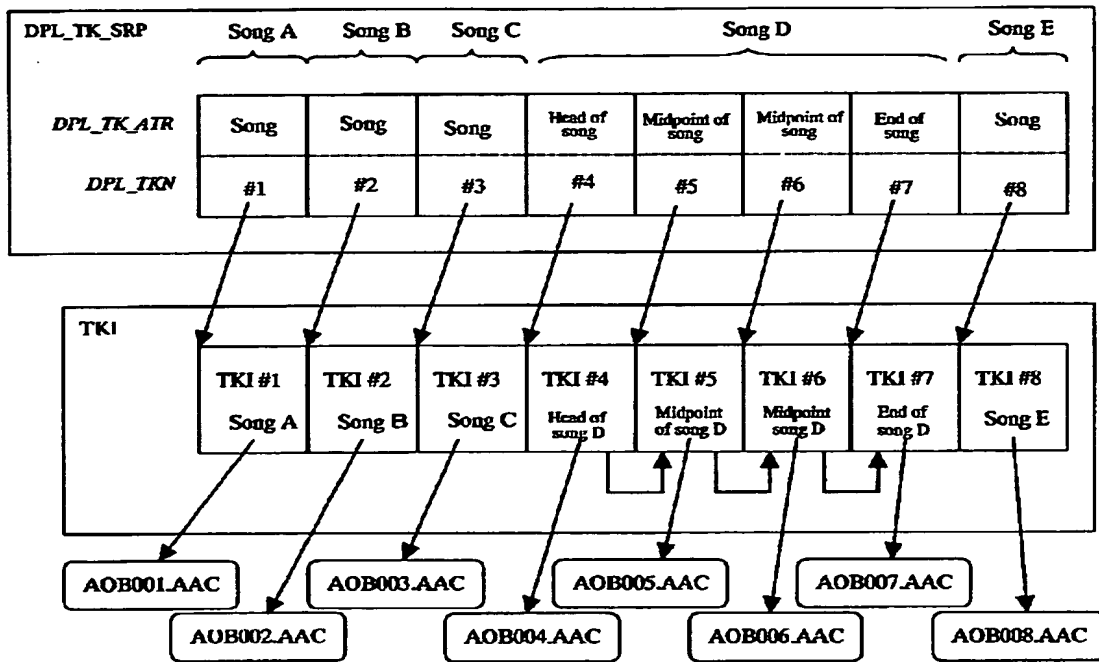 DPL_TK_SRP Song A Song B Song C Song D Song E
DPL_TK_ATR Song Song Song Head of song Midpoint of song Midpoint of song End of song Song
DPL_TKN #1 #2 #3 #4 #5 #6 #7 #8
TKI
TKI #1 TKI #2 TKI #3 TKI #4 TKI #5 TKI #6 TKI #7 TKI #8
Song A Song B Song C Head of song D Midpoint of song D Midpoint song D End of song D Song E
AOB001.AAC AOB003.AAC AOB005.AAC AOB007.AAC
AOB002.AAC AOB004.AAC AOB006.AAC AOB008.AAC